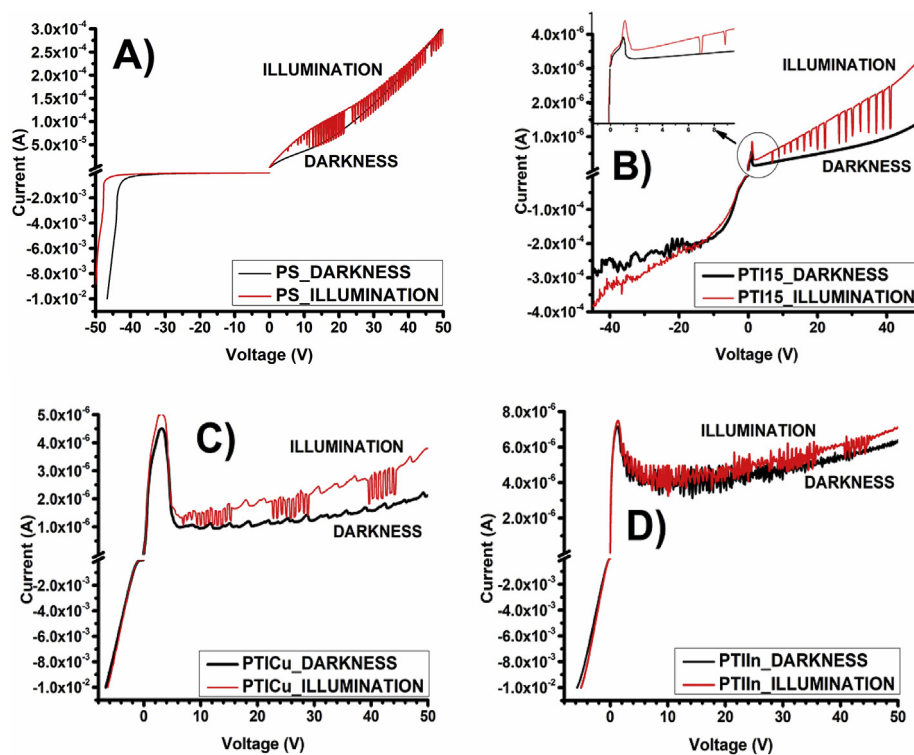 A)
Current (A)
3.0x10⁻⁴
2.5x10⁻⁴
2.0x10⁻⁴
1.5x10⁻⁴
1.0x10⁻⁴
5.0x10⁻⁵
-2.0x10⁻³
-4.0x10⁻³
-6.0x10⁻³
-8.0x10⁻³
-1.0x10⁻²
ILLUMINATION
DARKNESS
PS_DARKNESS
PS_ILLUMINATION
-50 -40 -30 -20 -10 0 10 20 30 40 50
Voltage (V)
B)
Current (A)
4.0x10⁻⁶
3.0x10⁻⁶
2.0x10⁻⁶
1.0x10⁻⁶
-1.0x10⁻⁴
-2.0x10⁻⁴
-3.0x10⁻⁴
-4.0x10⁻⁴
0 2 4 6 8
ILLUMINATION
DARKNESS
PTI15_DARKNESS
PTI15_ILLUMINATION
-40 -20 0 20 40
Voltage (V)
C)
Current (A)
5.0x10⁻⁶
4.0x10⁻⁶
3.0x10⁻⁶
2.0x10⁻⁶
1.0x10⁻⁶
-2.0x10⁻³
-4.0x10⁻³
-6.0x10⁻³
-8.0x10⁻³
-1.0x10⁻²
ILLUMINATION
DARKNESS
PTICu_DARKNESS
PTICu_ILLUMINATION
0 10 20 30 40 50
Voltage (V)
D)
Current (A)
8.0x10⁻⁶
6.0x10⁻⁶
4.0x10⁻⁶
2.0x10⁻⁶
-2.0x10⁻³
-4.0x10⁻³
-6.0x10⁻³
-8.0x10⁻³
-1.0x10⁻²
ILLUMINATION
DARKNESS
PTIIn_DARKNESS
PTIIn_ILLUMINATION
0 10 20 30 40 50
Voltage (V)